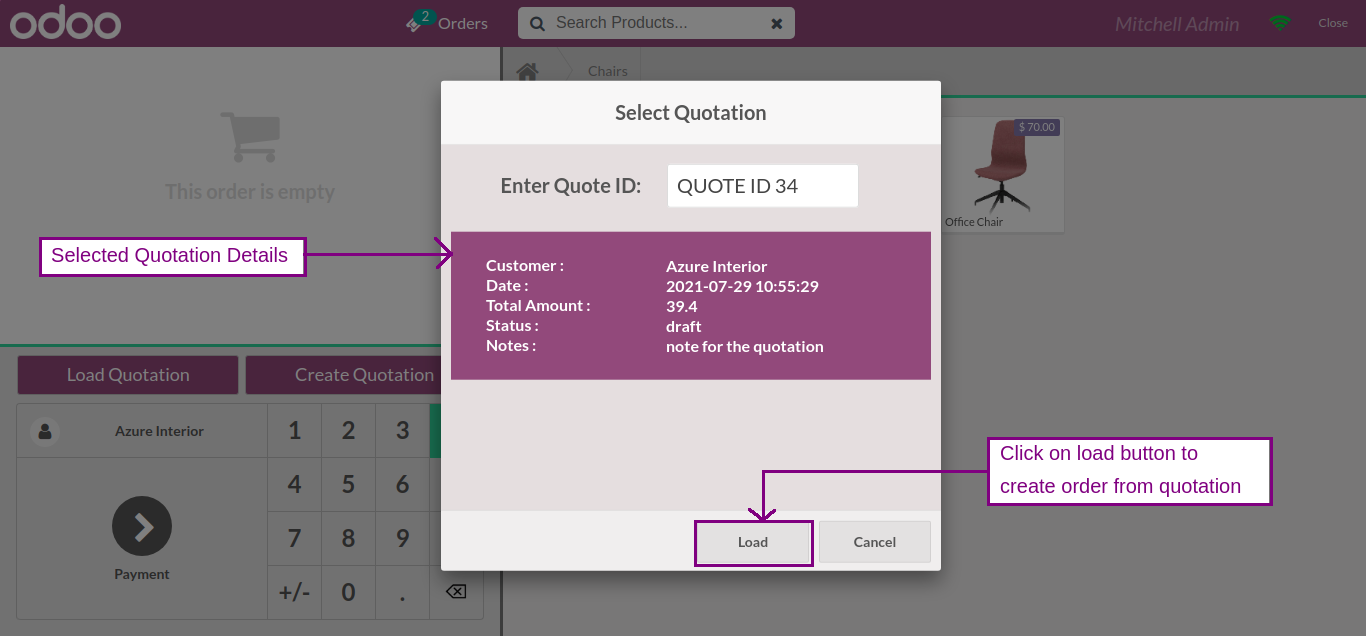 odoo
2
Orders
Search Products...
Mitchell Admin
Close
Chairs
This order is empty
$ 70.00
Office Chair
Select Quotation
Enter Quote ID:
QUOTE ID 34
Selected Quotation Details
Customer : Azure Interior
Date : 2021-07-29 10:55:29
Total Amount : 39.4
Status : draft
Notes : note for the quotation
Load Quotation
Create Quotation
Azure Interior
1 2 3
4 5 6
7 8 9
+/- 0 .
Payment
Click on load button to
create order from quotation
Load
Cancel